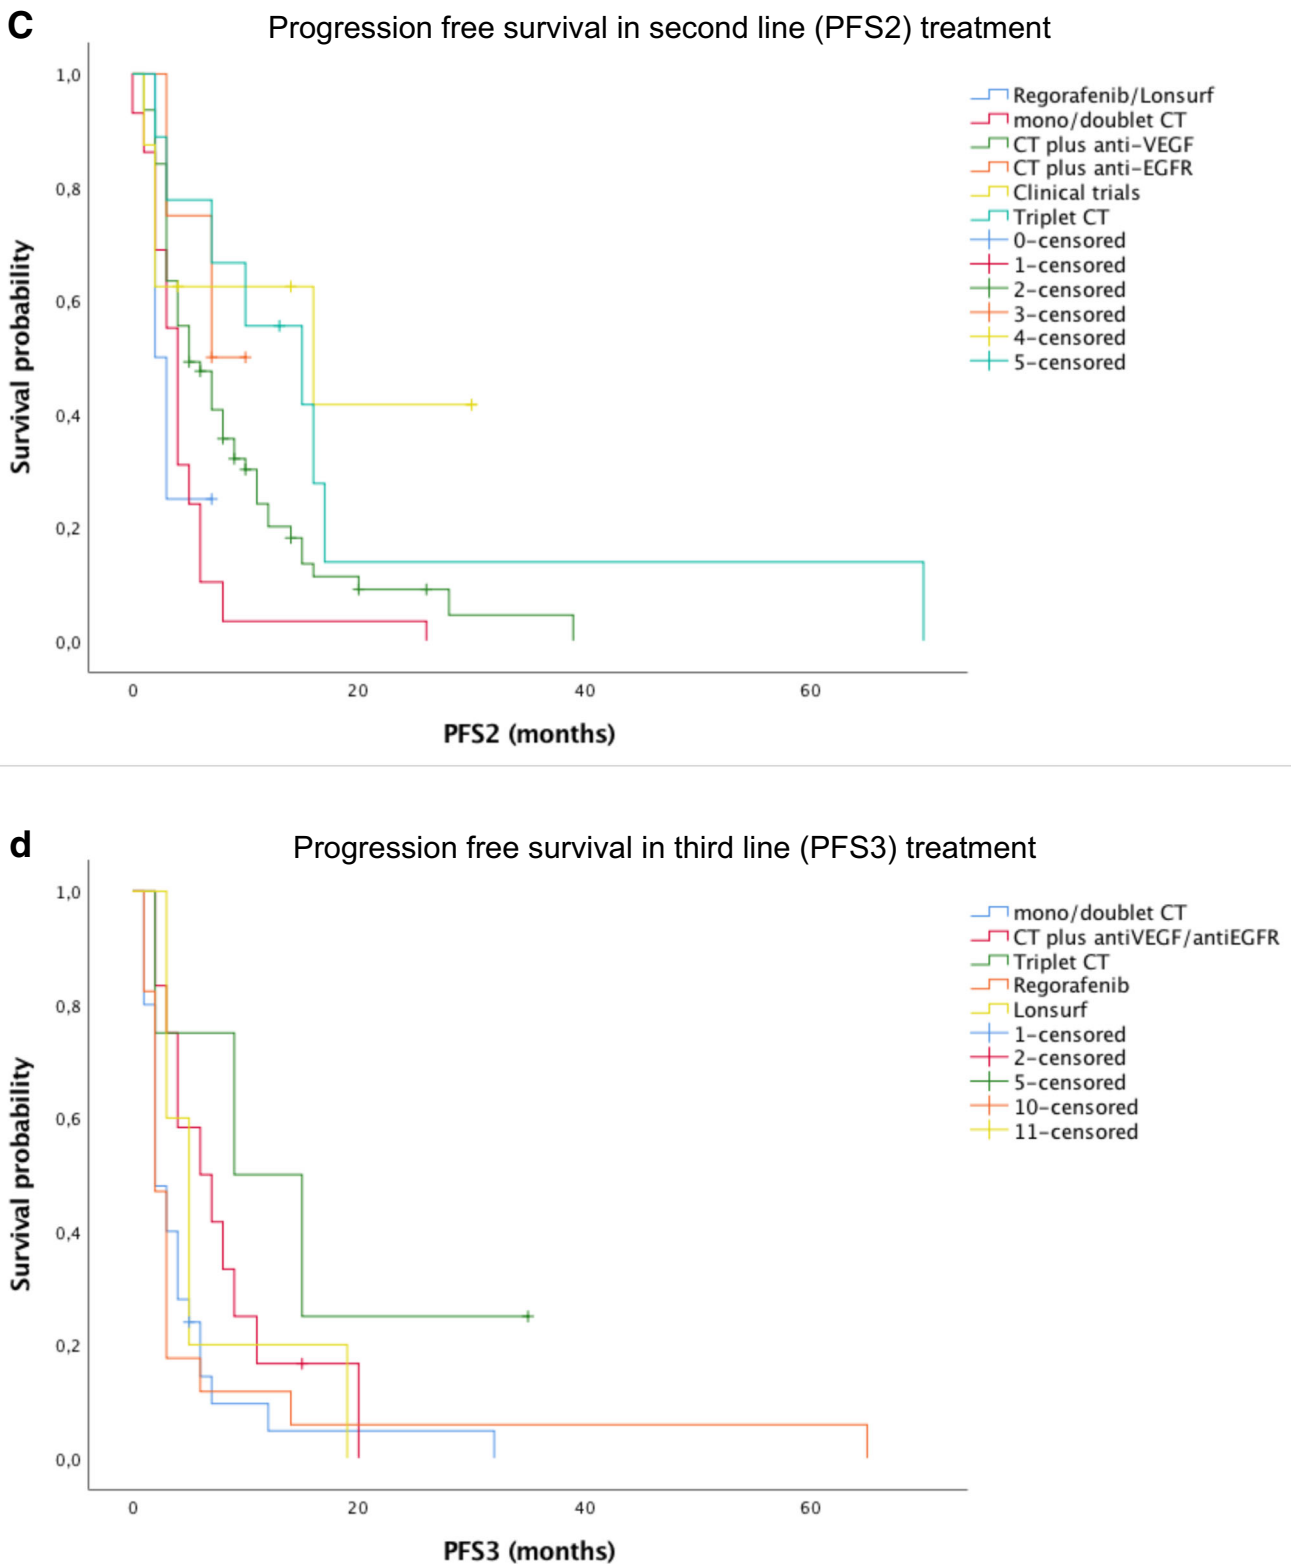 C
Progression free survival in second line (PFS2) treatment
1,0
0,8
0,6
0,4
0,2
0,0
Survival probability
0 20 40 60
PFS2 (months)
Regorafenib/Lonsurf
mono/doublet CT
CT plus anti-VEGF
CT plus anti-EGFR
Clinical trials
Triplet CT
0-censored
1-censored
2-censored
3-censored
4-censored
5-censored
d
Progression free survival in third line (PFS3) treatment
1,0
0,8
0,6
0,4
0,2
0,0
Survival probability
0 20 40 60
PFS3 (months)
mono/doublet CT
CT plus antiVEGF/antiEGFR
Triplet CT
Regorafenib
Lonsurf
1-censored
2-censored
5-censored
10-censored
11-censored